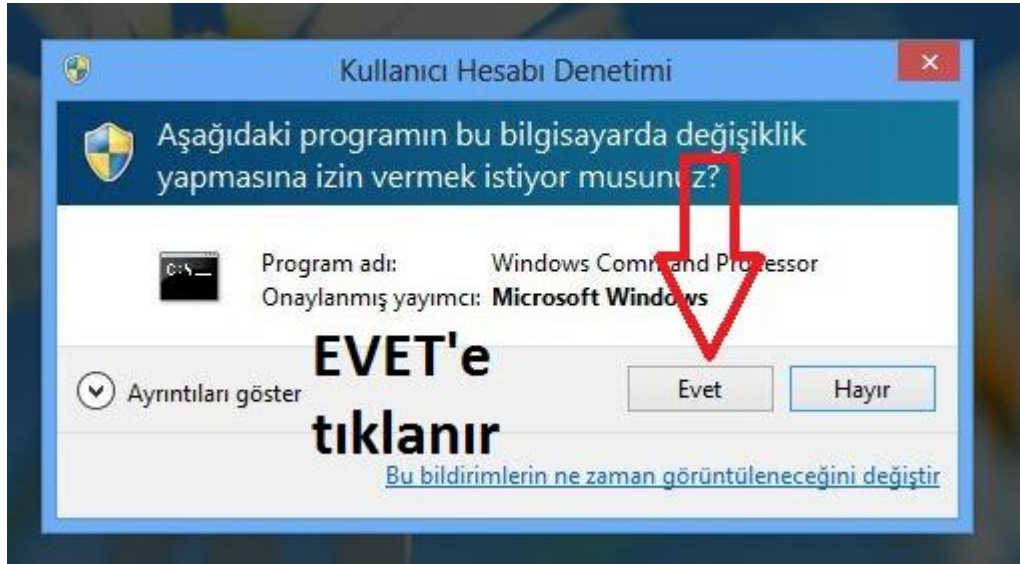 Kullanıcı Hesabı Denetimi
Aşağıdaki programın bu bilgisayarda değişiklik
yapmasına izin vermek istiyor musunuz?
C:\
Program adı: Windows Command Processor
Onaylanmış yayımcı: Microsoft Windows
EVET'e
tıklanır
Ayrıntıları göster
Evet Hayır
Bu bildirimlerin ne zaman görüntüleneceğini değiştir